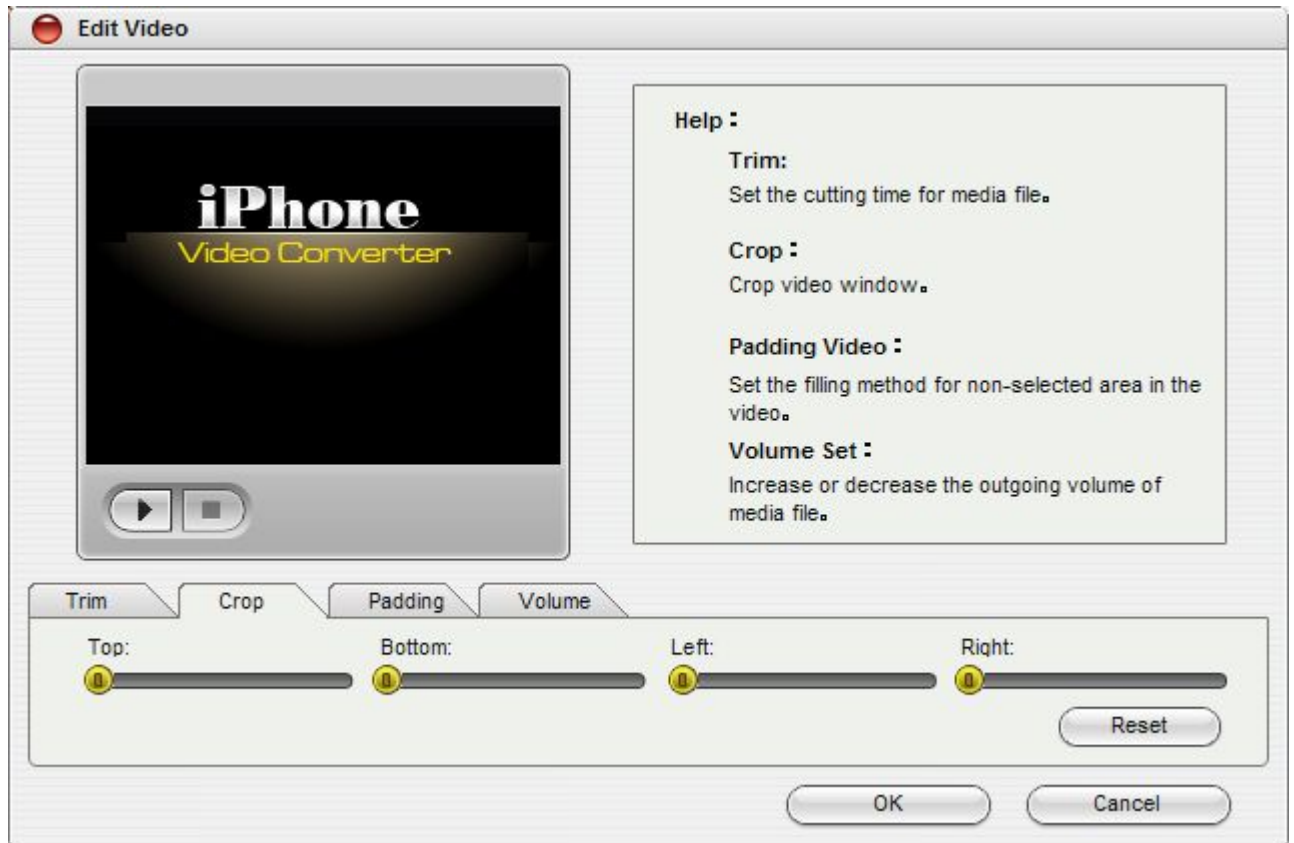 Edit Video
iPhone
Video Converter
Help：
Trim:
Set the cutting time for media file。
Crop：
Crop video window。
Padding Video：
Set the filling method for non-selected area in the
video。
Volume Set：
Increase or decrease the outgoing volume of
media file。
Trim Crop Padding Volume
Top: Bottom: Left: Right:
Reset
OK Cancel